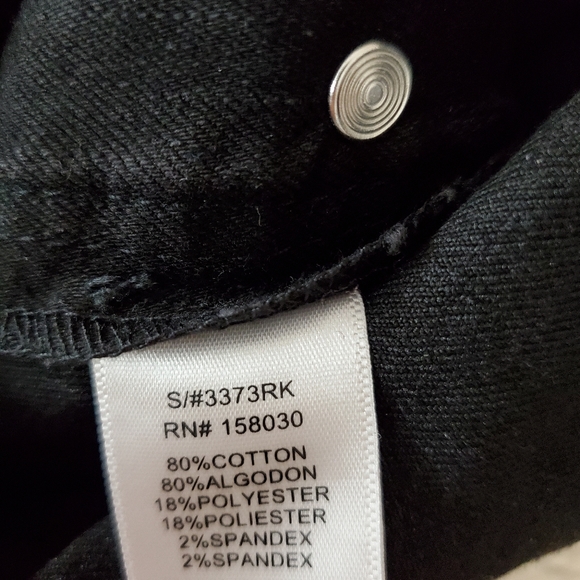 S/#3373RK
RN# 158030
80%COTTON
80%ALGODON
18%POLYESTER
18%POLIESTER
2%SPANDEX
2%SPANDEX